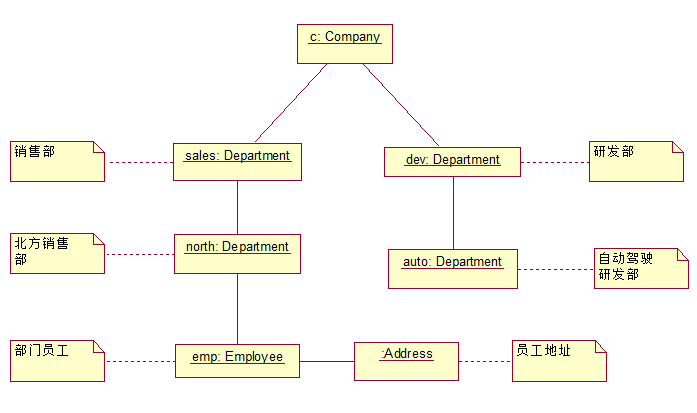 c: Company
销售部
sales: Department
dev: Department
研发部
北方销售
部
north: Department
auto: Department
自动驾驶
研发部
部门员工
emp: Employee
:Address
员工地址